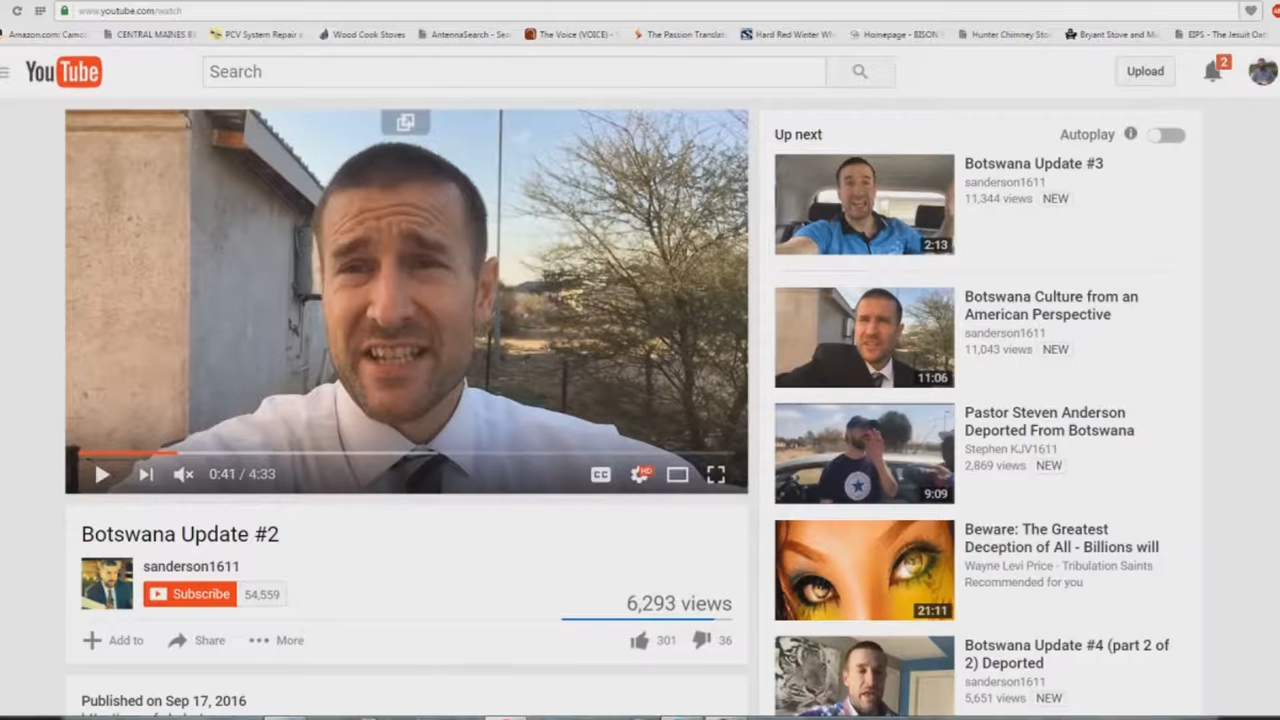 www.youtube.com/watch
Amazon.com: Camc
CENTRAL MAINES B
PCV System Repair a
Wood Cook Stoves
AntennaSearch - Sea
The Voice (VOICE) -
The Passion Translat
Hard Red Winter Wh
Homepage - EISON
Hunter Chimney Sto
Bryant Stove and Mu
EIPS - The Jesuit Oat
YouTube
Search
Upload
2
Up next
Autoplay
Botswana Update #3
sanderson1611
11,344 views NEW
2:13
Botswana Culture from an
American Perspective
sanderson1611
11,043 views NEW
11:06
Pastor Steven Anderson
Deported From Botswana
Stephen KJV1611
2,869 views NEW
9:09
Beware: The Greatest
Deception of All - Billions will
Wayne Levi Price - Tribulation Saints
Recommended for you
21:11
Botswana Update #4 (part 2 of
2) Deported
sanderson1611
5,651 views NEW
0:41 / 4:33
CC
HD
Botswana Update #2
sanderson1611
Subscribe 54,559
6,293 views
Add to
Share
More
301
36
Published on Sep 17, 2016